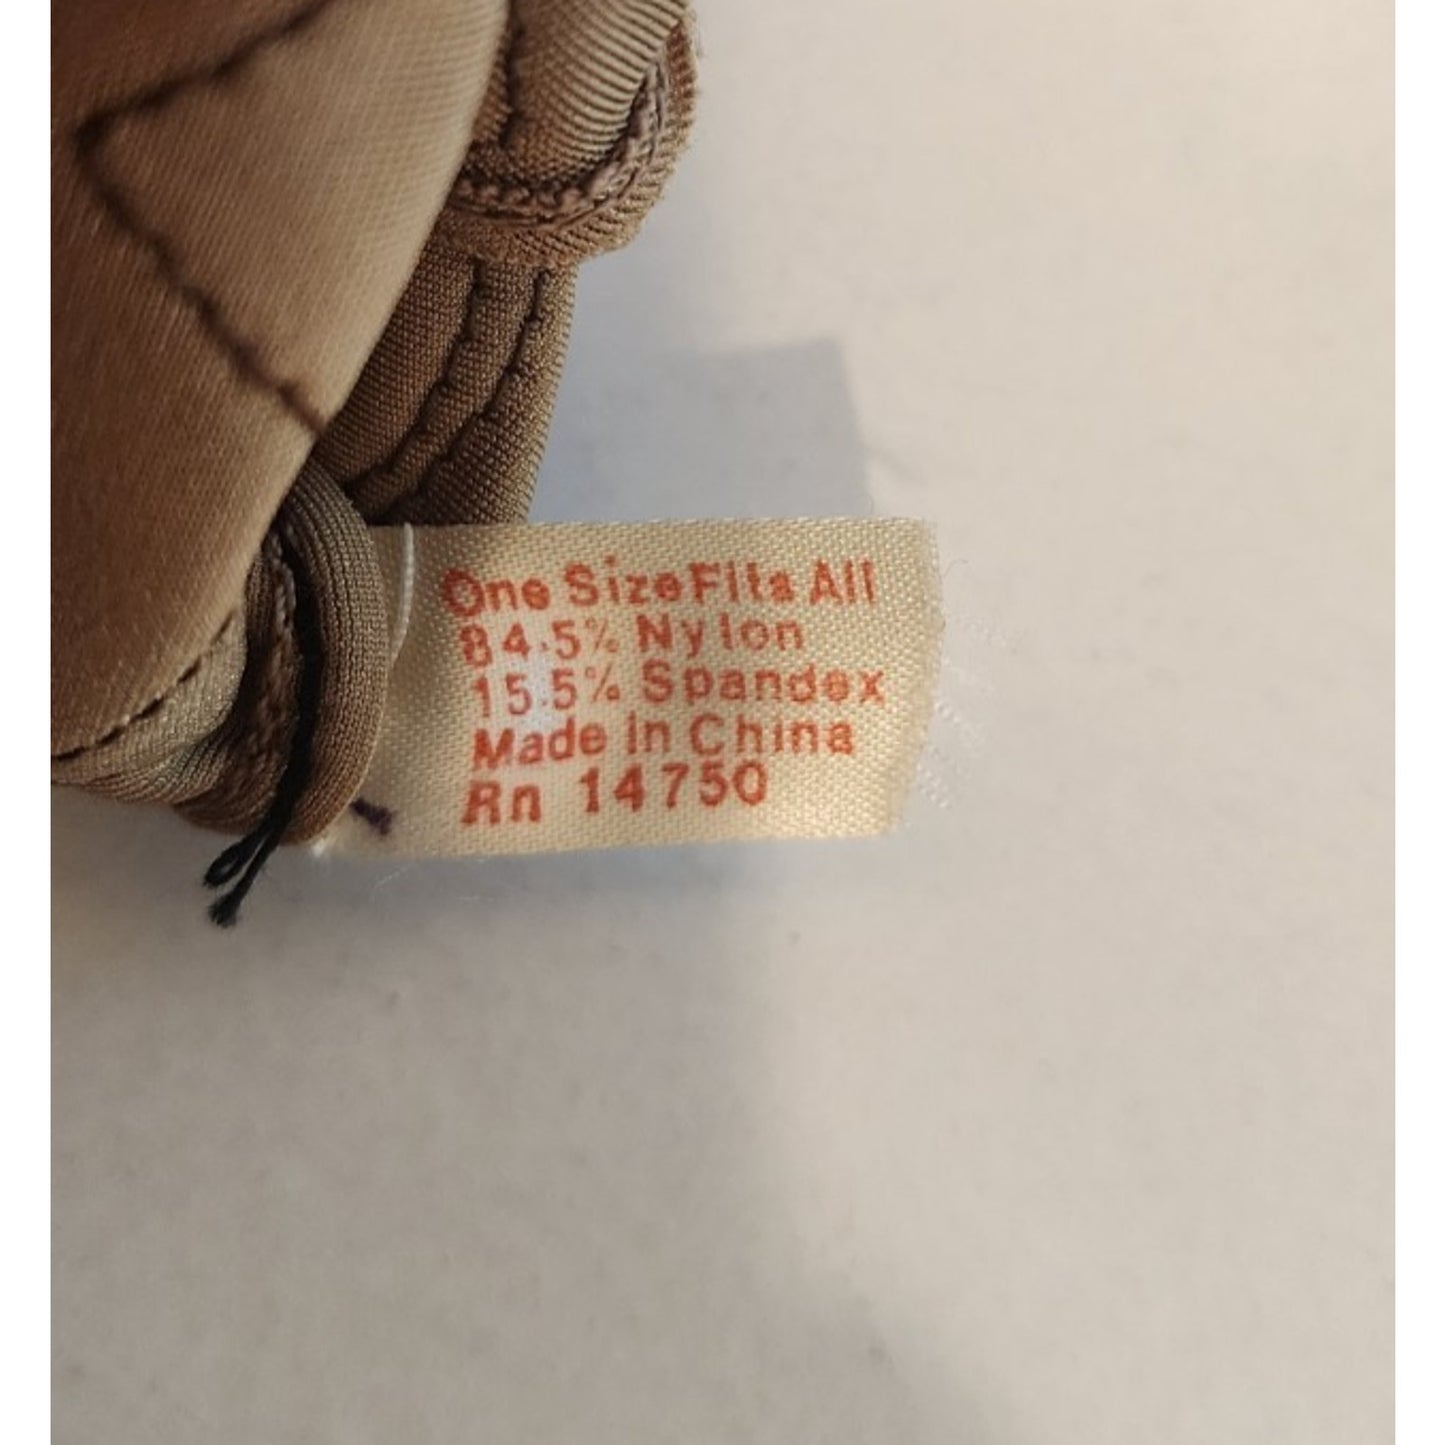 One Size Fits All
84.5% Nylon
15.5% Spandex
Made In China
Rn 14750